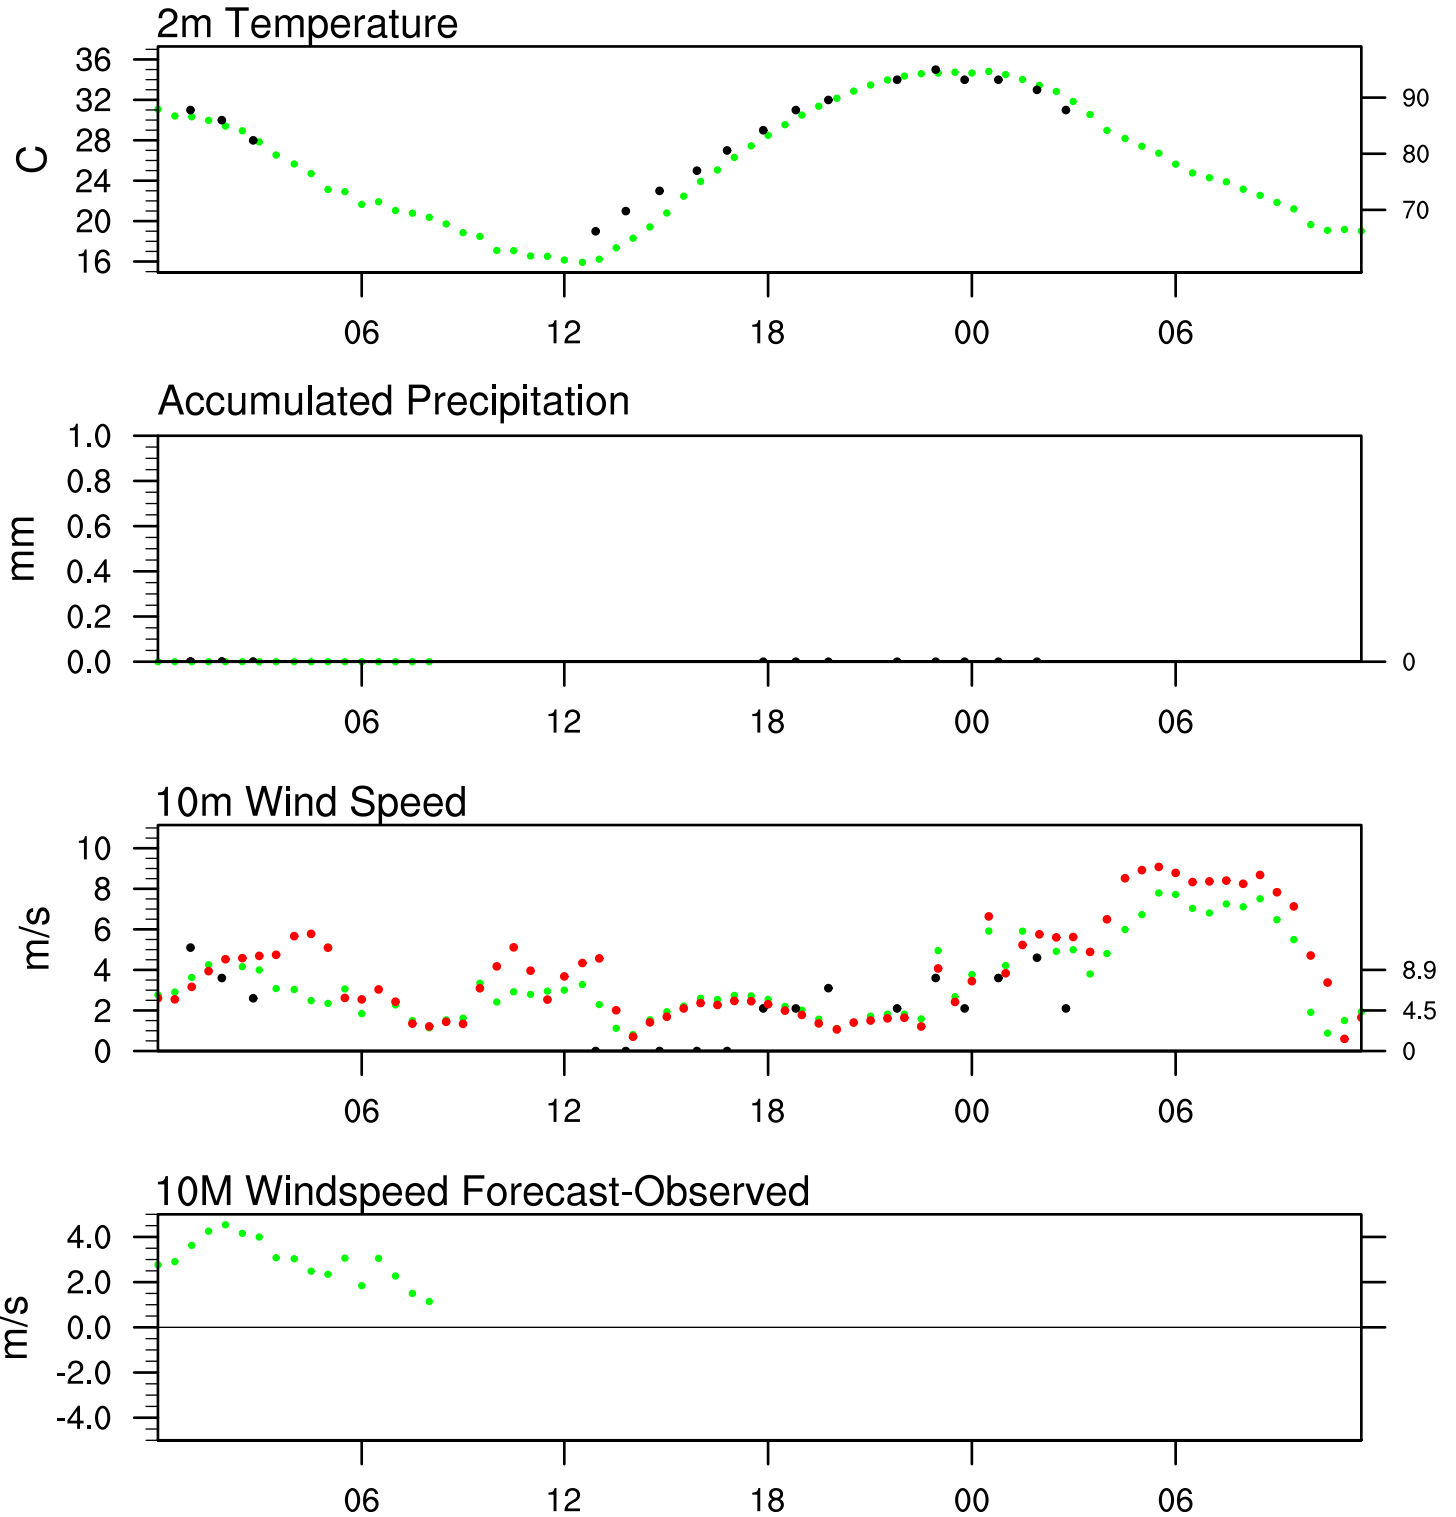 2m Temperature
36
32
28
24
20
16
C
90
80
70
06 12 18 00 06
Accumulated Precipitation
1.0
0.8
0.6
0.4
0.2
0.0
mm
0
06 12 18 00 06
10m Wind Speed
10
8
6
4
2
0
m/s
8.9
4.5
0
06 12 18 00 06
10M Windspeed Forecast-Observed
4.0
2.0
0.0
-2.0
-4.0
m/s
06 12 18 00 06